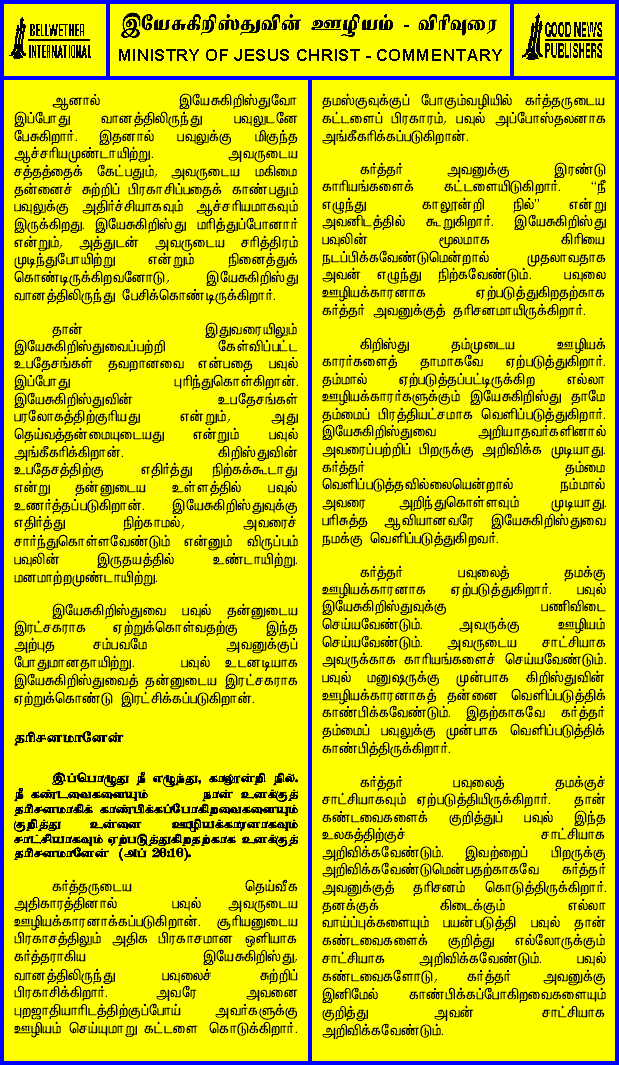 BELLWETHER
INTERNATIONAL
இயேசுகிறிஸ்துவின் ஊழியம் - விரிவுரை
MINISTRY OF JESUS CHRIST - COMMENTARY
GOOD NEWS
PUBLISHERS
ஆனால் இயேசுகிறிஸ்துவோ
இப்போது வானத்திலிருந்து பவுலுடனே
பேசுகிறார். இதனால் பவுலுக்கு மிகுந்த
ஆச்சரியமுண்டாயிற்று. அவருடைய
சத்தத்தைக் கேட்பதும், அவருடைய மகிமை
தன்னைச் சுற்றிப் பிரகாசிப்பதைக் காண்பதும்
பவுலுக்கு அதிர்ச்சியாகவும் ஆச்சரியமாகவும்
இருக்கிறது. இயேசுகிறிஸ்து மரித்துப்போனார்
என்றும், அத்துடன் அவருடைய சரித்திரம்
முடிந்துபோயிற்று என்றும் நினைத்துக்
கொண்டிருக்கிறவனோடு, இயேசுகிறிஸ்து
வானத்திலிருந்து பேசிக்கொண்டிருக்கிறார்.
தான் இதுவரையிலும்
இயேசுகிறிஸ்துவைப்பற்றி கேள்விப்பட்ட
உபதேசங்கள் தவறானவை என்பதை பவுல்
இப்போது புரிந்துகொள்கிறான்.
இயேசுகிறிஸ்துவின் உபதேசங்கள்
பரலோகத்திற்குரியது என்றும், அது
தெய்வத்தன்மையுடையது என்றும் பவுல்
அங்கீகரிக்கிறான். கிறிஸ்துவின்
உபதேசத்திற்கு எதிர்த்து நிற்கக்கூடாது
என்று தன்னுடைய உள்ளத்தில் பவுல்
உணர்த்தப்படுகிறான். இயேசுகிறிஸ்துவுக்கு
எதிர்த்து நிற்காமல், அவரைச்
சார்ந்துகொள்ளவேண்டும் என்னும் விருப்பம்
பவுலின் இருதயத்தில் உண்டாயிற்று.
மனமாற்றமுண்டாயிற்று.
இயேசுகிறிஸ்துவை பவுல் தன்னுடைய
இரட்சகராக ஏற்றுக்கொள்வதற்கு இந்த
அற்புத சம்பவமே அவனுக்குப்
போதுமானதாயிற்று. பவுல் உடனடியாக
இயேசுகிறிஸ்துவைத் தன்னுடைய இரட்சகராக
ஏற்றுக்கொண்டு இரட்சிக்கப்படுகிறான்.
தரிசனமானேன்
இப்பொழுது நீ எழுந்து, காலூன்றி நில்.
நீ கண்டவைகளையும் நான் உனக்குத்
தரிசனமாகிக் காண்பிக்கப்போகிறவைகளையும்
குறித்து உன்னை ஊழியக்காரனாகவும்
சாட்சியாகவும் ஏற்படுத்துகிறதற்காக உனக்குத்
தரிசனமானேன் (அப் 26:16).
கர்த்தருடைய தெய்வீக
அதிகாரத்தினால் பவுல் அவருடைய
ஊழியக்காரனாக்கப்படுகிறான். சூரியனுடைய
பிரகாசத்திலும் அதிக பிரகாசமான ஒளியாக
கர்த்தராகிய இயேசுகிறிஸ்து,
வானத்திலிருந்து பவுலைச் சுற்றிப்
பிரகாசிக்கிறார். அவரே அவனை
புறஜாதியாரிடத்திற்குப்போய் அவர்களுக்கு
ஊழியம் செய்யுமாறு கட்டளை கொடுக்கிறார்.
தமஸ்குவுக்குப் போகும்வழியில் கர்த்தருடைய
கட்டளைப் பிரகாரம், பவுல் அப்போஸ்தலனாக
அங்கீகரிக்கப்படுகிறான்.
கர்த்தர் அவனுக்கு இரண்டு
காரியங்களைக் கட்டளையிடுகிறார். “நீ
எழுந்து காலூன்றி நில்” என்று
அவனிடத்தில் கூறுகிறார். இயேசுகிறிஸ்து
பவுலின் மூலமாக கிரியை
நடப்பிக்கவேண்டுமென்றால் முதலாவதாக
அவன் எழுந்து நிற்கவேண்டும். பவுலை
ஊழியக்காரனாக ஏற்படுத்துகிறதற்காக
கர்த்தர் அவனுக்குத் தரிசனமாயிருக்கிறார்.
கிறிஸ்து தம்முடைய ஊழியக்
காரர்களைத் தாமாகவே ஏற்படுத்துகிறார்.
தம்மால் ஏற்படுத்தப்பட்டிருக்கிற எல்லா
ஊழியக்காரர்களுக்கும் இயேசுகிறிஸ்து தாமே
தம்மைப் பிரத்தியட்சமாக வெளிப்படுத்துகிறார்.
இயேசுகிறிஸ்துவை அறியாதவர்களினால்
அவரைப்பற்றிப் பிறருக்கு அறிவிக்க முடியாது.
கர்த்தர் தம்மை
வெளிப்படுத்தவில்லையென்றால் நம்மால்
அவரை அறிந்துகொள்ளவும் முடியாது.
பரிசுத்த ஆவியானவரே இயேசுகிறிஸ்துவை
நமக்கு வெளிப்படுத்துகிறவர்.
கர்த்தர் பவுலைத் தமக்கு
ஊழியக்காரனாக ஏற்படுத்துகிறார். பவுல்
இயேசுகிறிஸ்துவுக்கு பணிவிடை
செய்யவேண்டும். அவருக்கு ஊழியம்
செய்யவேண்டும். அவருடைய சாட்சியாக
அவருக்காக காரியங்களைச் செய்யவேண்டும்.
பவுல் மனுஷருக்கு முன்பாக கிறிஸ்துவின்
ஊழியக்காரனாகத் தன்னை வெளிப்படுத்திக்
காண்பிக்கவேண்டும். இதற்காகவே கர்த்தர்
தம்மைப் பவுலுக்கு முன்பாக வெளிப்படுத்திக்
காண்பித்திருக்கிறார்.
கர்த்தர் பவுலைத் தமக்குச்
சாட்சியாகவும் ஏற்படுத்தியிருக்கிறார். தான்
கண்டவைகளை குறித்துப் பவுல் இந்த
உலகத்திற்குச் சாட்சியாக
அறிவிக்கவேண்டும். இவற்றைப் பிறருக்கு
அறிவிக்கவேண்டுமென்பதற்காகவே கர்த்தர்
அவனுக்குத் தரிசனம் கொடுத்திருக்கிறார்.
தனக்குக் கிடைக்கும் எல்லா
வாய்ப்புக்களையும் பயன்படுத்தி பவுல் தான்
கண்டவைகளைக் குறித்து எல்லோருக்கும்
சாட்சியாக அறிவிக்கவேண்டும். பவுல்
கண்டவைகளோடு, கர்த்தர் அவனுக்கு
இனிமேல் காண்பிக்கப்போகிறவைகளையும்
குறித்து அவன் சாட்சியாக
அறிவிக்கவேண்டும்.